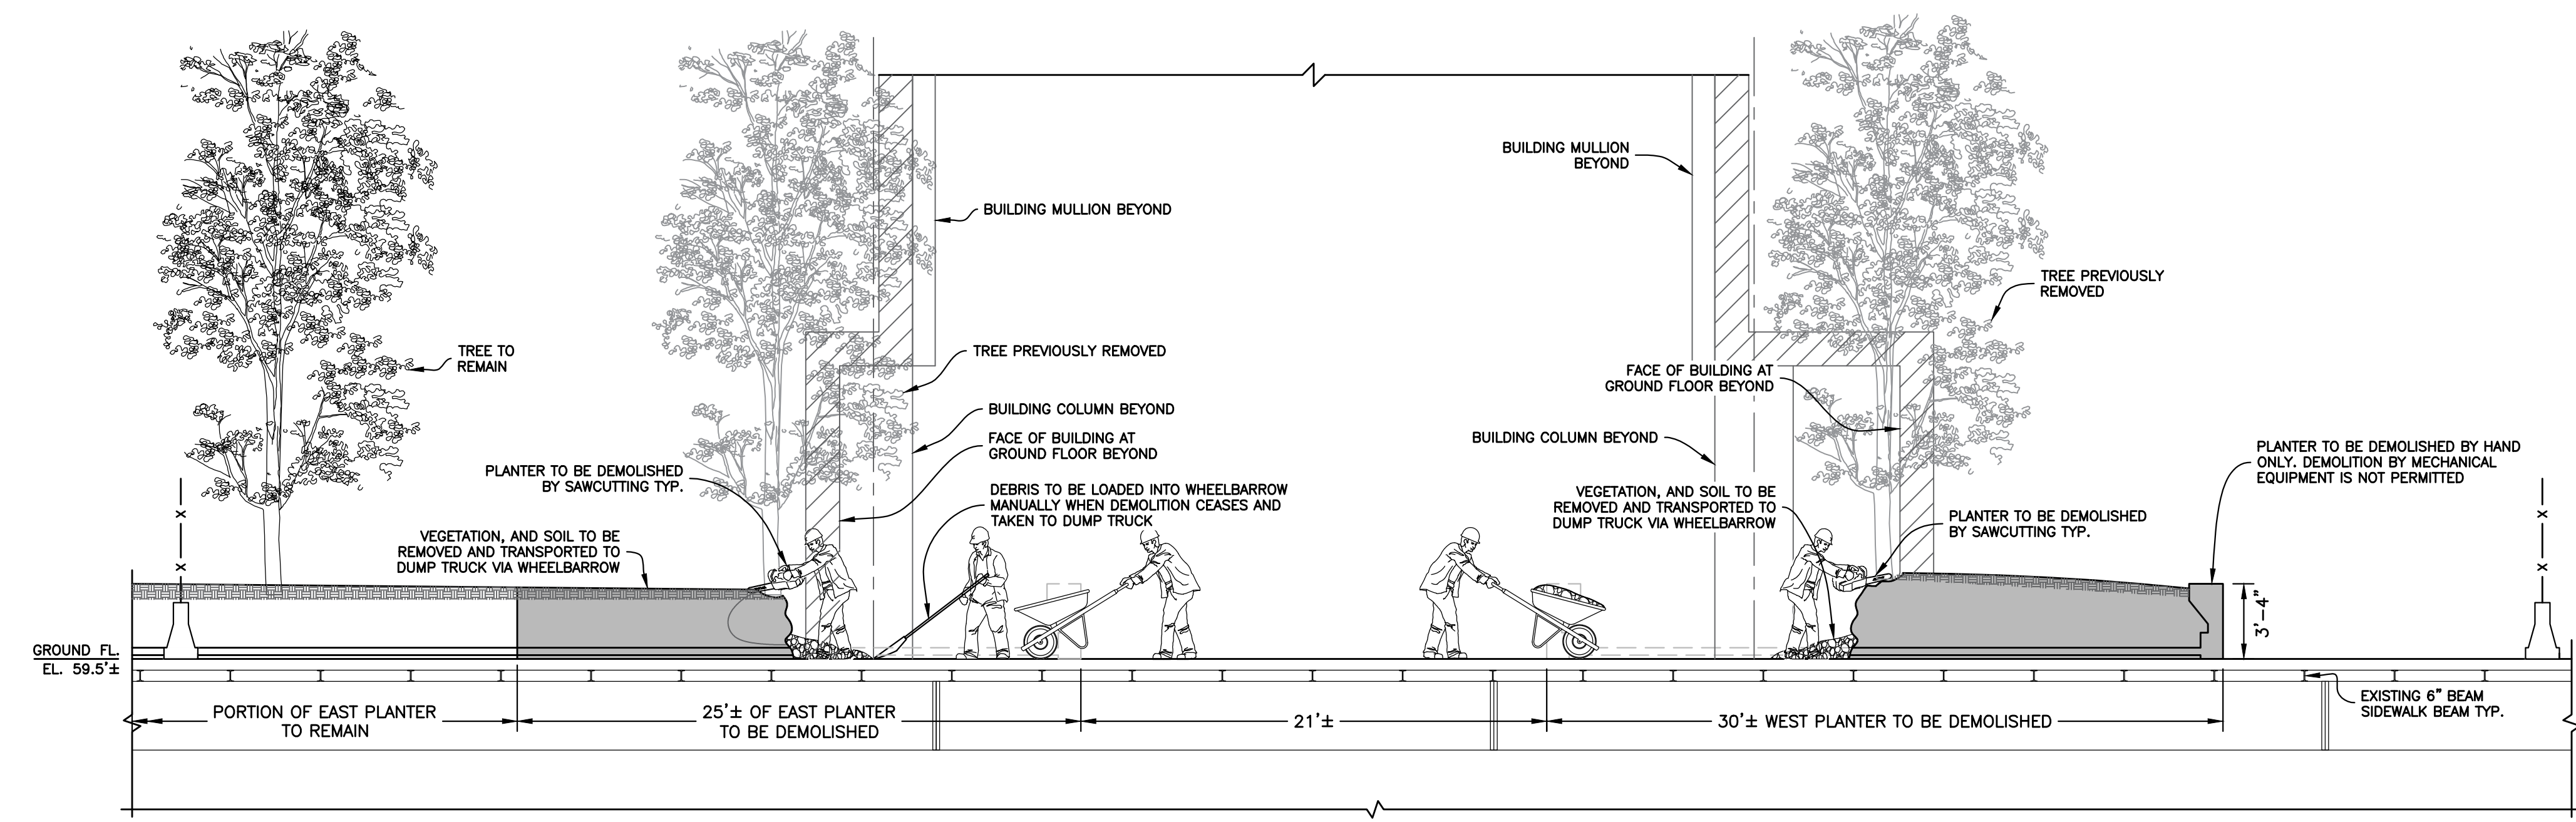 BUILDING MULLION
BEYOND
BUILDING MULLION BEYOND
TREE PREVIOUSLY
REMOVED
TREE TO
REMAIN
TREE PREVIOUSLY REMOVED
FACE OF BUILDING AT
GROUND FLOOR BEYOND
BUILDING COLUMN BEYOND
FACE OF BUILDING AT
GROUND FLOOR BEYOND
BUILDING COLUMN BEYOND
PLANTER TO BE DEMOLISHED BY HAND
ONLY. DEMOLITION BY MECHANICAL
EQUIPMENT IS NOT PERMITTED
PLANTER TO BE DEMOLISHED
BY SAWCUTTING TYP.
DEBRIS TO BE LOADED INTO WHEELBARROW
MANUALLY WHEN DEMOLITION CEASES AND
TAKEN TO DUMP TRUCK
VEGETATION, AND SOIL TO BE
REMOVED AND TRANSPORTED TO
DUMP TRUCK VIA WHEELBARROW
PLANTER TO BE DEMOLISHED
BY SAWCUTTING TYP.
VEGETATION, AND SOIL TO BE
REMOVED AND TRANSPORTED TO
DUMP TRUCK VIA WHEELBARROW
X
X
X
X
3'-4"
GROUND FL.
EL. 59.5'±
EXISTING 6" BEAM
SIDEWALK BEAM TYP.
PORTION OF EAST PLANTER
TO REMAIN
25'± OF EAST PLANTER
TO BE DEMOLISHED
21'±
30'± WEST PLANTER TO BE DEMOLISHED